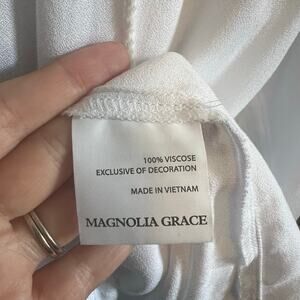 100% VISCOSE
EXCLUSIVE OF DECORATION
MADE IN VIETNAM
MAGNOLIA GRACE